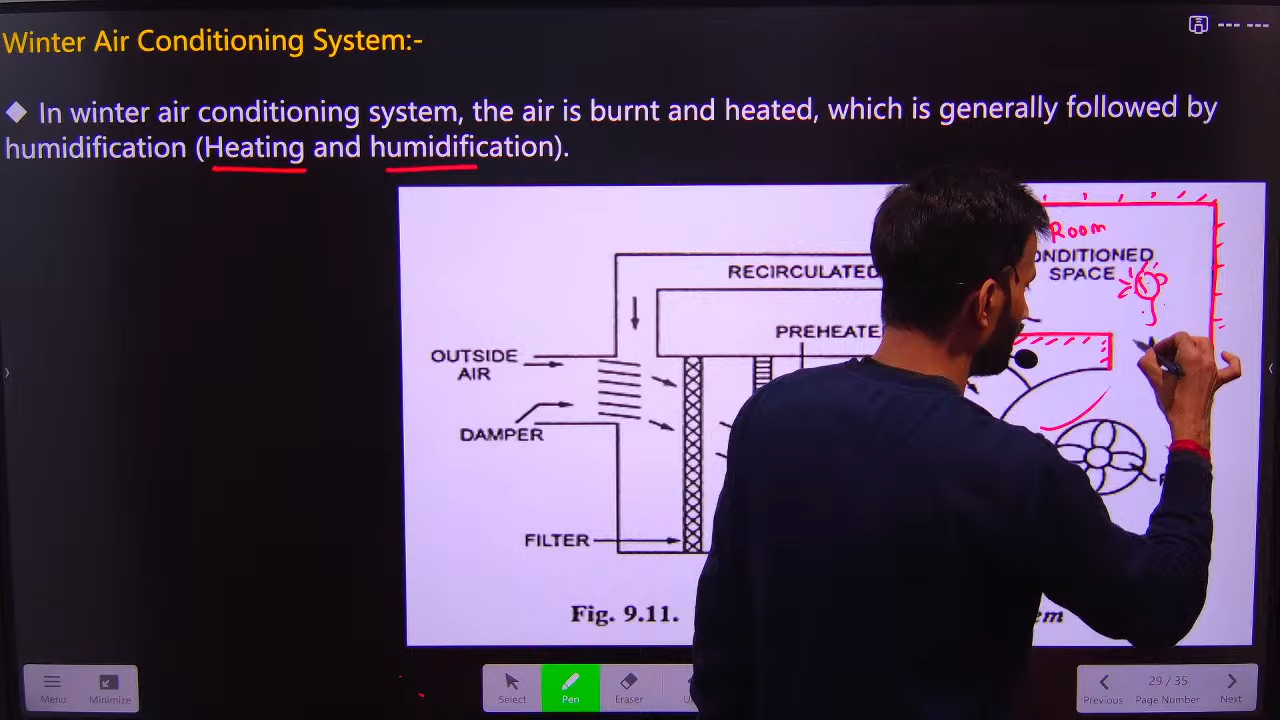 Winter Air Conditioning System:-
◆ In winter air conditioning system, the air is burnt and heated, which is generally followed by
humidification (Heating and humidification).
Room
ONDITIONED
SPACE
RECIRCULATED
PREHEATE
OUTSIDE
AIR
DAMPER
FILTER
Fig. 9.11.
em
Menu
Minimize
Select
Pen
Eraser
29 / 35
Previous
Page Number
Next